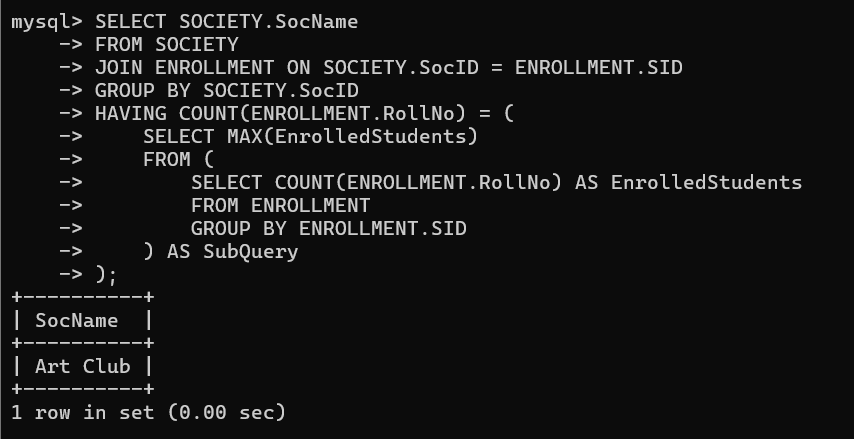 mysql> SELECT SOCIETY.SocName
    -> FROM SOCIETY
    -> JOIN ENROLLMENT ON SOCIETY.SocID = ENROLLMENT.SID
    -> GROUP BY SOCIETY.SocID
    -> HAVING COUNT(ENROLLMENT.RollNo) = (
    ->     SELECT MAX(EnrolledStudents)
    ->     FROM (
    ->         SELECT COUNT(ENROLLMENT.RollNo) AS EnrolledStudents
    ->         FROM ENROLLMENT
    ->         GROUP BY ENROLLMENT.SID
    ->     ) AS SubQuery
    -> );
+----------+
| SocName  |
+----------+
| Art Club |
+----------+
1 row in set (0.00 sec)